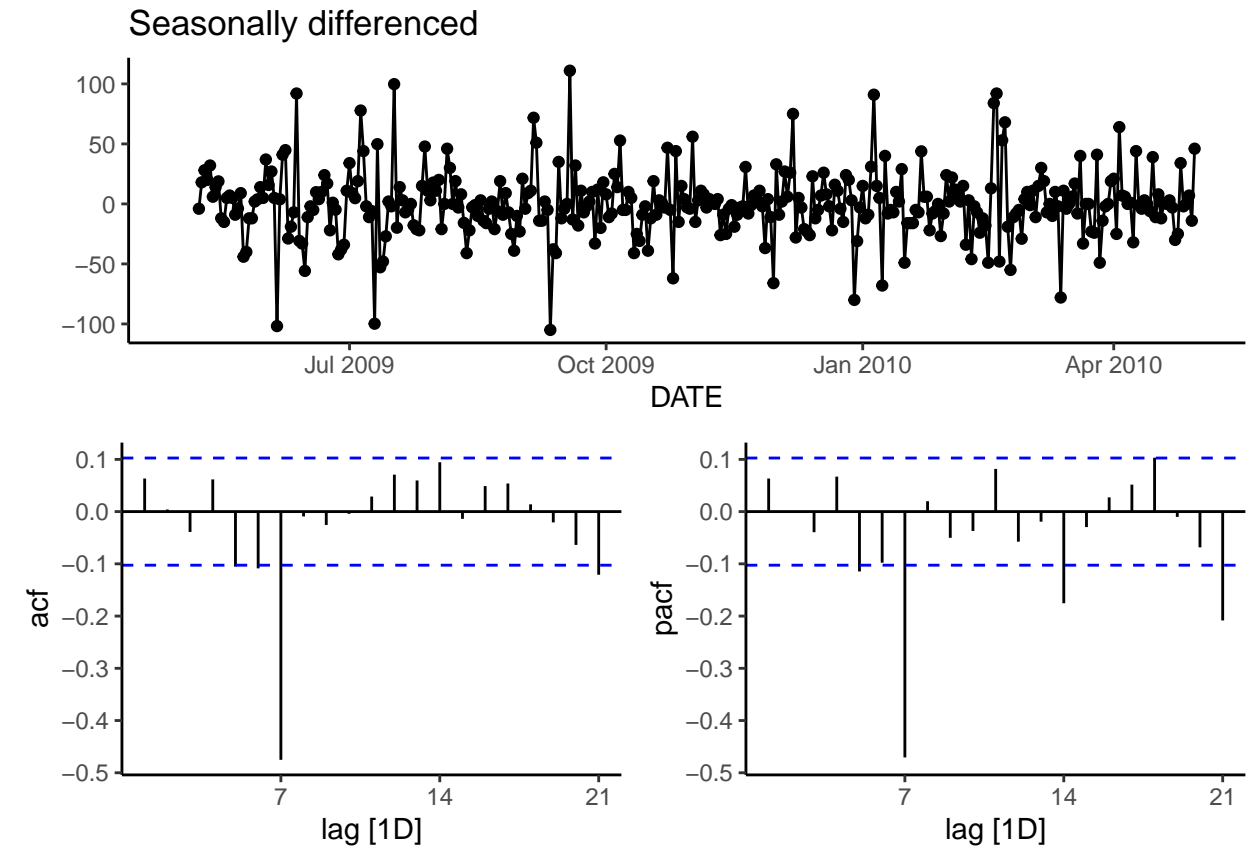 Seasonally differenced
100
50
0
−50
−100
Jul 2009 Oct 2009 Jan 2010 Apr 2010
DATE
acf
0.1
0.0
−0.1
−0.2
−0.3
−0.4
−0.5
7 14 21
lag [1D]
pacf
0.1
0.0
−0.1
−0.2
−0.3
−0.4
−0.5
7 14 21
lag [1D]